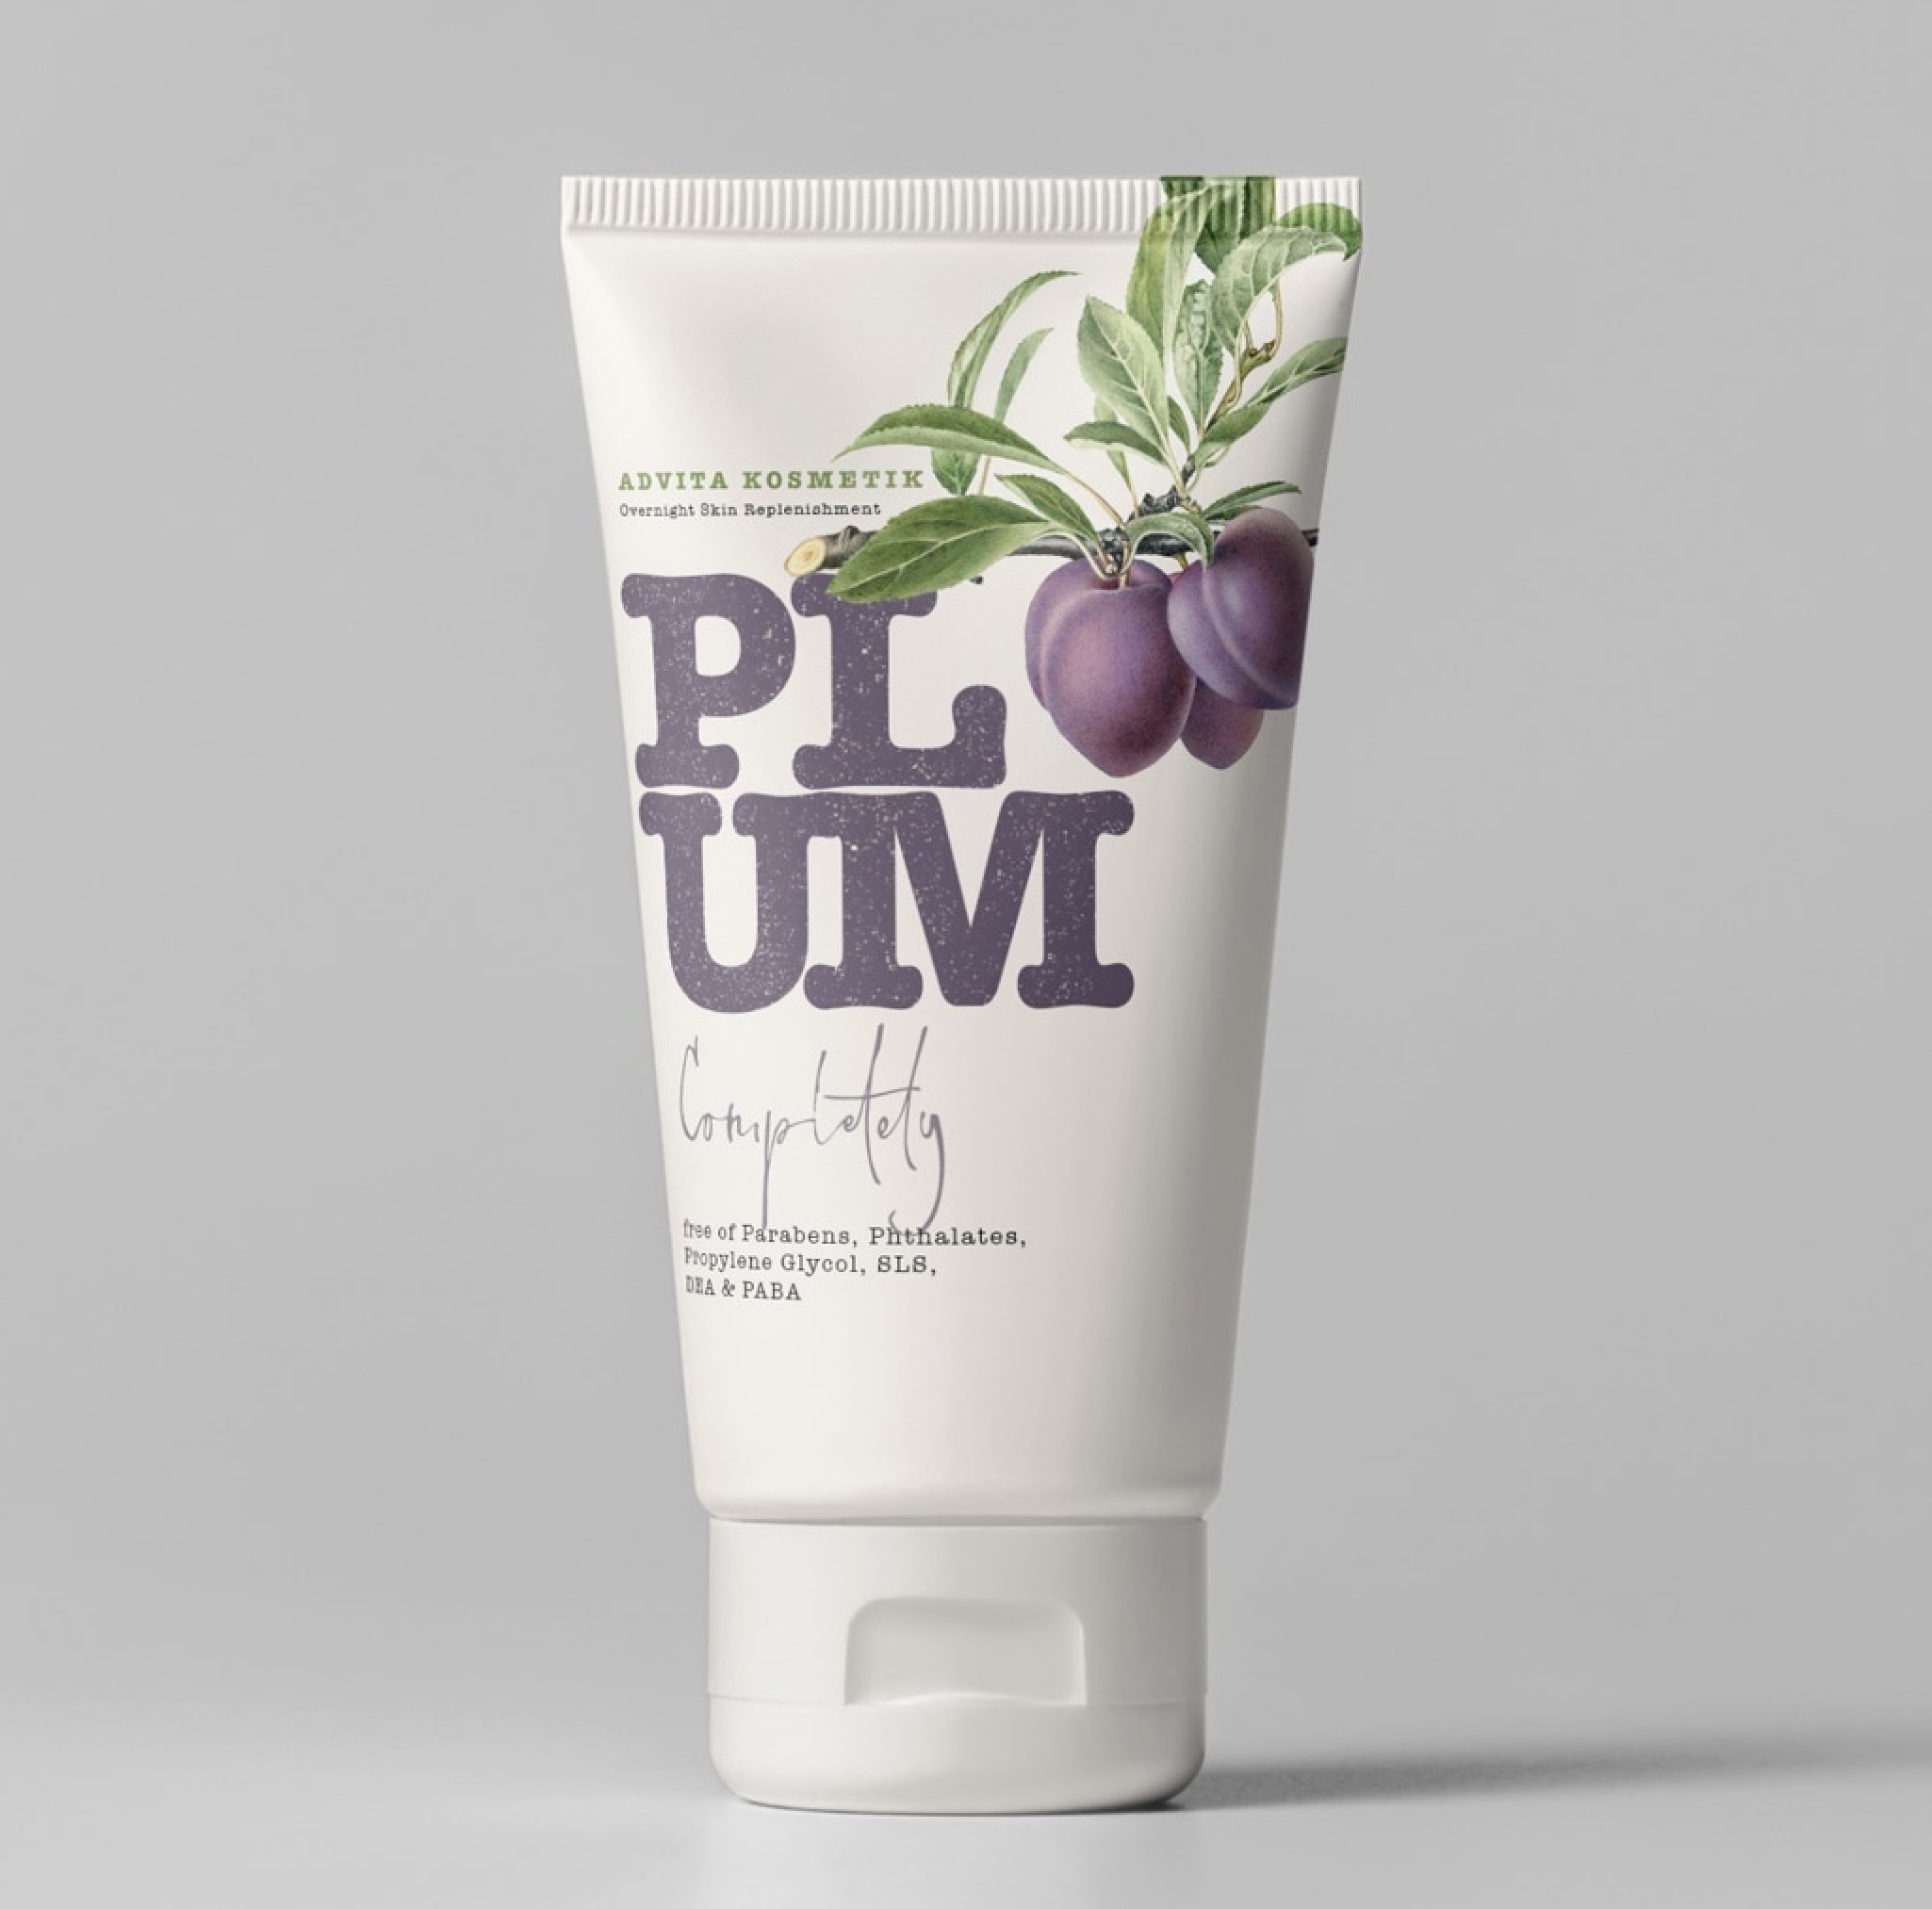 ADVITA KOSMETIK
Overnight Skin Replenishment
PL
UM
Completely
free of Parabens, Phthalates,
Propylene Glycol, SLS,
DEA & PABA